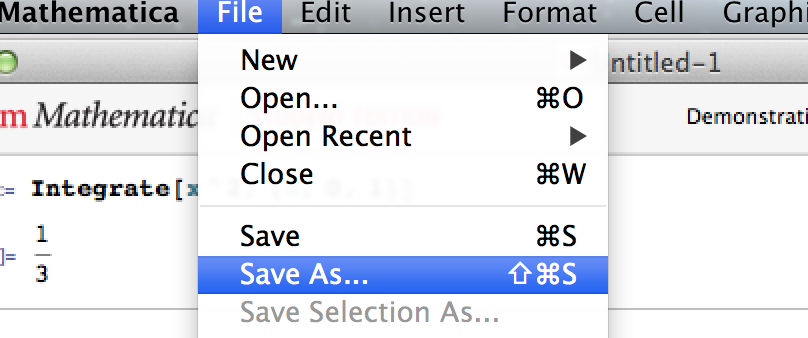 Mathematica File Edit Insert Format Cell Graphi
ntitled-1
m Mathematica Demonstrati
New ▶
Open... ⌘O
Open Recent ▶
Close ⌘W
:= Integrate[x
1
]= 
3
Save ⌘S
Save As... ⇧⌘S
Save Selection As...